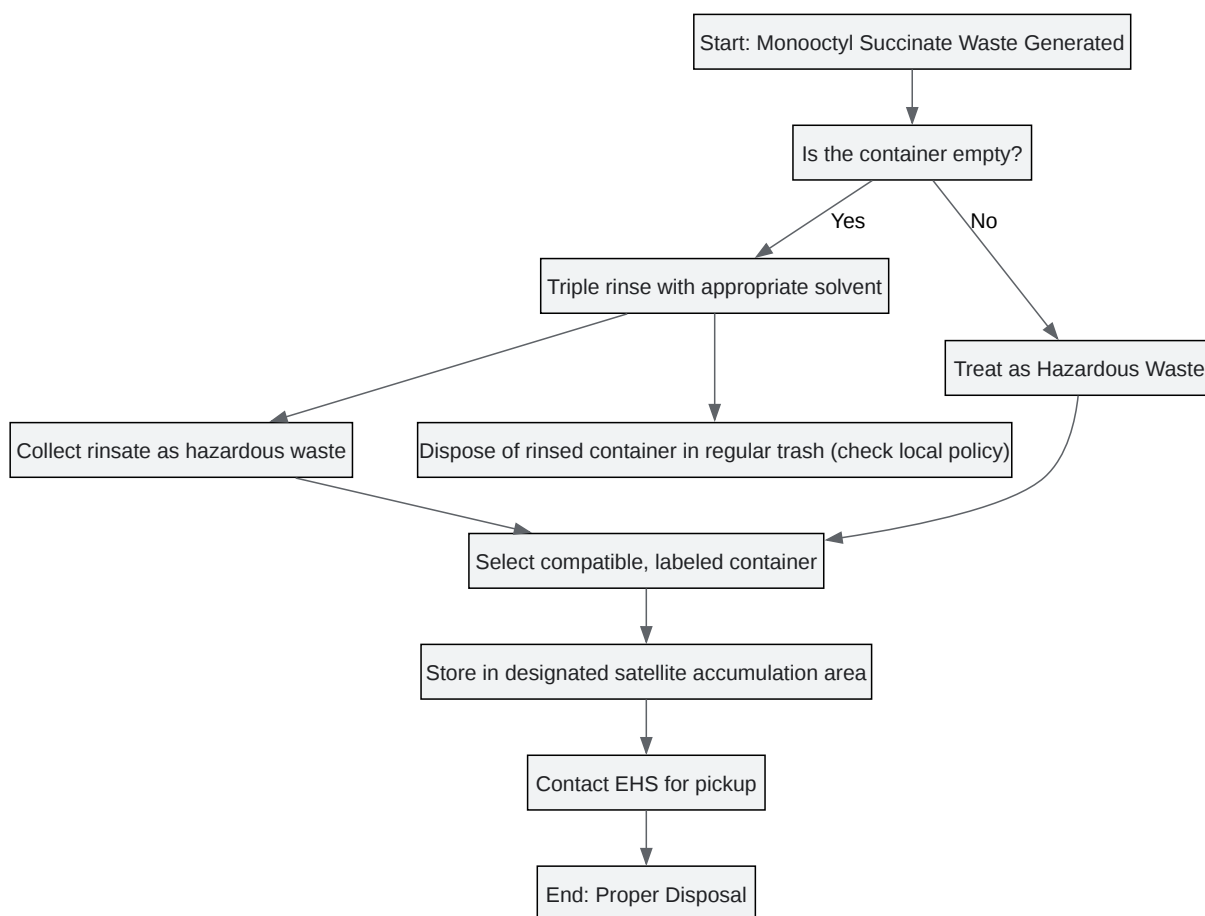 Start: Monooctyl Succinate Waste Generated
Is the container empty?
Yes
No
Triple rinse with appropriate solvent
Treat as Hazardous Waste
Collect rinsate as hazardous waste
Dispose of rinsed container in regular trash (check local policy)
Select compatible, labeled container
Store in designated satellite accumulation area
Contact EHS for pickup
End: Proper Disposal